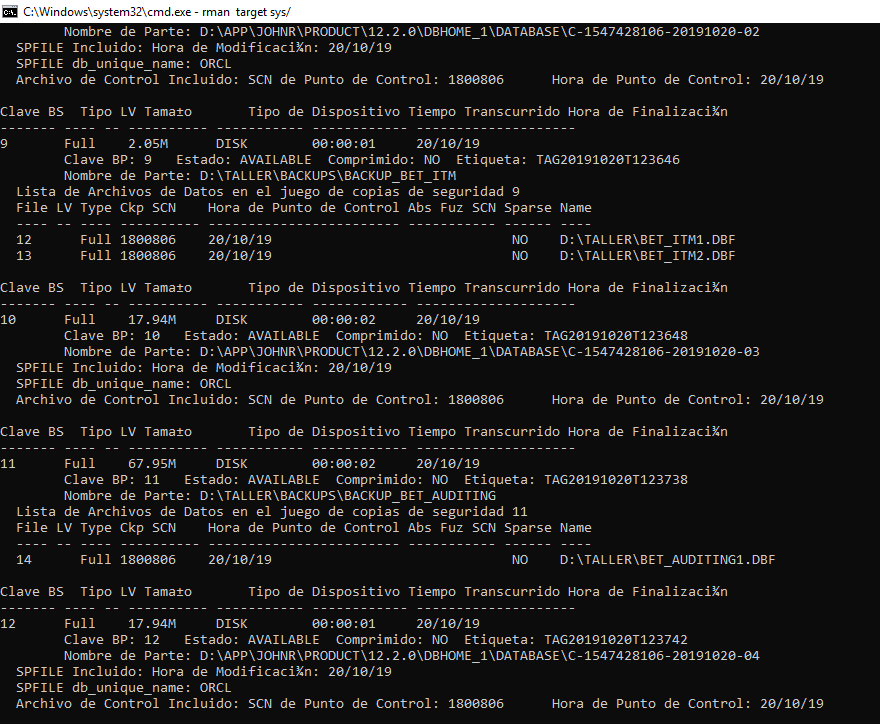 C:\Windows\system32\cmd.exe - rman target sys/
Nombre de Parte: D:\APP\JOHNR\PRODUCT\12.2.0\DBHOME_1\DATABASE\C-1547428106-20191020-02
SPFILE Incluido: Hora de Modificaci¾n: 20/10/19
SPFILE db_unique_name: ORCL
Archivo de Control Incluido: SCN de Punto de Control: 1800806      Hora de Punto de Control: 20/10/19
Clave BS  Tipo LV Tama±o       Tipo de Dispositivo Tiempo Transcurrido Hora de Finalizaci¾n
------- ---- -- ---------- ----------- ------------ --------------------
9       Full    2.05M      DISK        00:00:01     20/10/19
Clave BP: 9   Estado: AVAILABLE  Comprimido: NO  Etiqueta: TAG20191020T123646
Nombre de Parte: D:\TALLER\BACKUPS\BACKUP_BET_ITM
Lista de Archivos de Datos en el juego de copias de seguridad 9
File LV Type Ckp SCN    Hora de Punto de Control Abs Fuz SCN Sparse Name
---- -- ---- ---------- ------------------------ ----------- ------ ----
12      Full 1800806    20/10/19                              NO    D:\TALLER\BET_ITM1.DBF
13      Full 1800806    20/10/19                              NO    D:\TALLER\BET_ITM2.DBF
Clave BS  Tipo LV Tama±o       Tipo de Dispositivo Tiempo Transcurrido Hora de Finalizaci¾n
------- ---- -- ---------- ----------- ------------ --------------------
10      Full    17.94M     DISK        00:00:02     20/10/19
Clave BP: 10   Estado: AVAILABLE  Comprimido: NO  Etiqueta: TAG20191020T123648
Nombre de Parte: D:\APP\JOHNR\PRODUCT\12.2.0\DBHOME_1\DATABASE\C-1547428106-20191020-03
SPFILE Incluido: Hora de Modificaci¾n: 20/10/19
SPFILE db_unique_name: ORCL
Archivo de Control Incluido: SCN de Punto de Control: 1800806      Hora de Punto de Control: 20/10/19
Clave BS  Tipo LV Tama±o       Tipo de Dispositivo Tiempo Transcurrido Hora de Finalizaci¾n
------- ---- -- ---------- ----------- ------------ --------------------
11      Full    67.95M     DISK        00:00:02     20/10/19
Clave BP: 11   Estado: AVAILABLE  Comprimido: NO  Etiqueta: TAG20191020T123738
Nombre de Parte: D:\TALLER\BACKUPS\BACKUP_BET_AUDITING
Lista de Archivos de Datos en el juego de copias de seguridad 11
File LV Type Ckp SCN    Hora de Punto de Control Abs Fuz SCN Sparse Name
---- -- ---- ---------- ------------------------ ----------- ------ ----
14      Full 1800806    20/10/19                              NO    D:\TALLER\BET_AUDITING1.DBF
Clave BS  Tipo LV Tama±o       Tipo de Dispositivo Tiempo Transcurrido Hora de Finalizaci¾n
------- ---- -- ---------- ----------- ------------ --------------------
12      Full    17.94M     DISK        00:00:01     20/10/19
Clave BP: 12   Estado: AVAILABLE  Comprimido: NO  Etiqueta: TAG20191020T123742
Nombre de Parte: D:\APP\JOHNR\PRODUCT\12.2.0\DBHOME_1\DATABASE\C-1547428106-20191020-04
SPFILE Incluido: Hora de Modificaci¾n: 20/10/19
SPFILE db_unique_name: ORCL
Archivo de Control Incluido: SCN de Punto de Control: 1800806      Hora de Punto de Control: 20/10/19